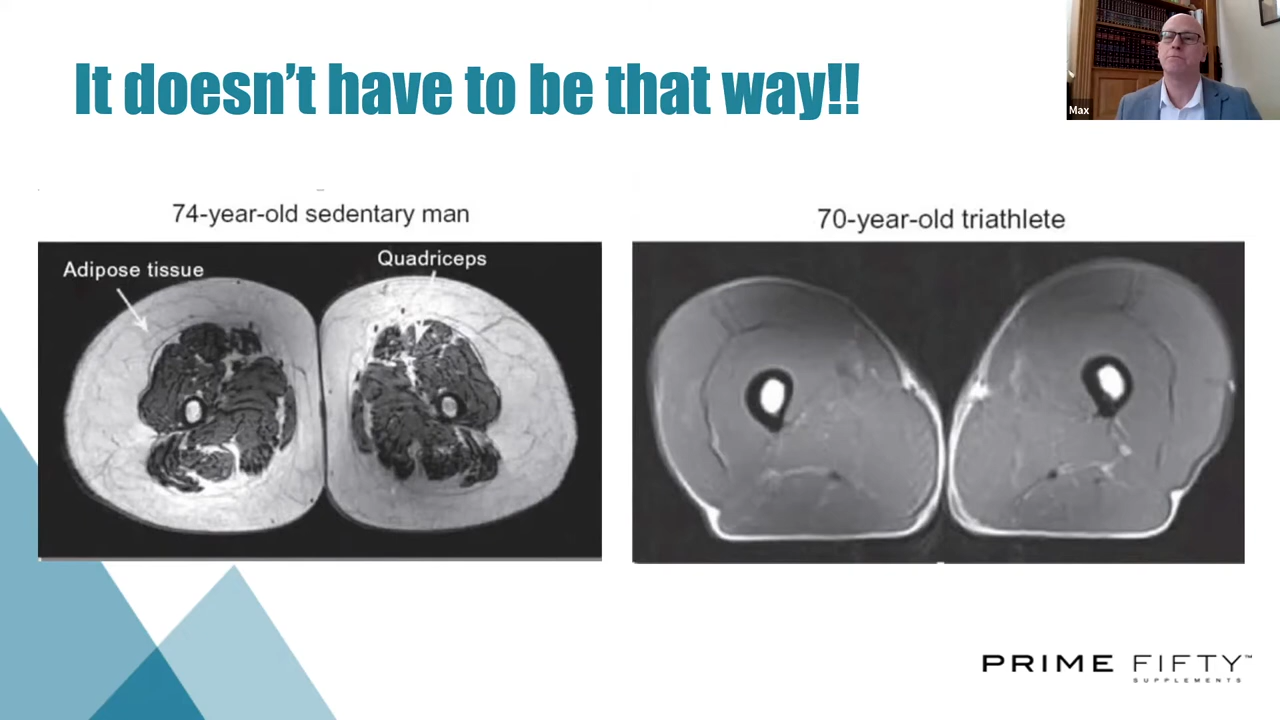 It doesn't have to be that way!!
Max
74-year-old sedentary man
70-year-old triathlete
Adipose tissue
Quadriceps
PRIME FIFTY™
SUPPLEMENTS